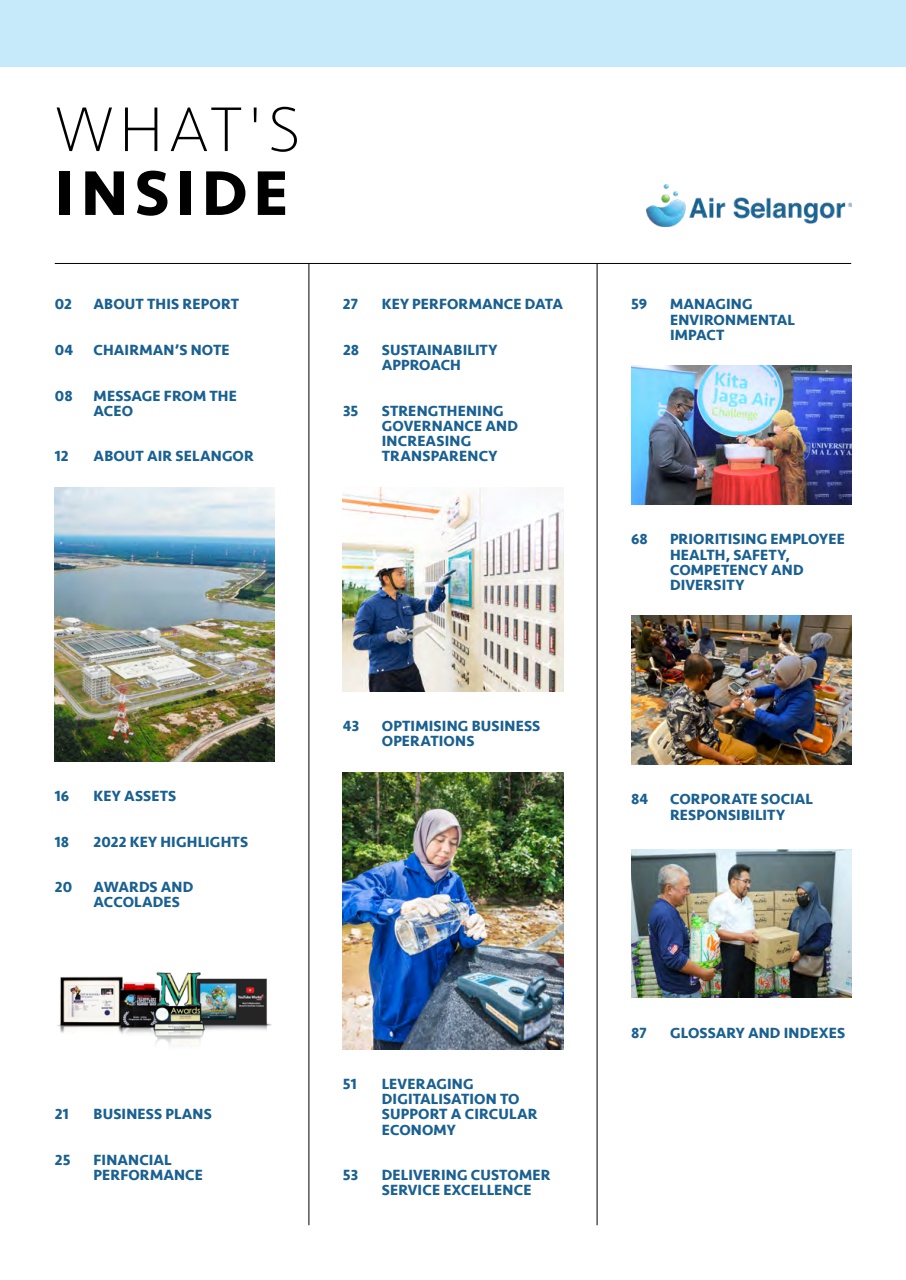 WHAT'S
INSIDE
Air Selangor
02 ABOUT THIS REPORT
04 CHAIRMAN'S NOTE
08 MESSAGE FROM THE
ACEO
12 ABOUT AIR SELANGOR
16 KEY ASSETS
18 2022 KEY HIGHLIGHTS
20 AWARDS AND
ACCOLADES
M
Awards
21 BUSINESS PLANS
25 FINANCIAL
PERFORMANCE
27 KEY PERFORMANCE DATA
28 SUSTAINABILITY
APPROACH
35 STRENGTHENING
GOVERNANCE AND
INCREASING
TRANSPARENCY
43 OPTIMISING BUSINESS
OPERATIONS
51 LEVERAGING
DIGITALISATION TO
SUPPORT A CIRCULAR
ECONOMY
53 DELIVERING CUSTOMER
SERVICE EXCELLENCE
59 MANAGING
ENVIRONMENTAL
IMPACT
Kita
Jaga Air
Challenge
UNIVERSITI
MALAYA
68 PRIORITISING EMPLOYEE
HEALTH, SAFETY,
COMPETENCY AND
DIVERSITY
84 CORPORATE SOCIAL
RESPONSIBILITY
87 GLOSSARY AND INDEXES